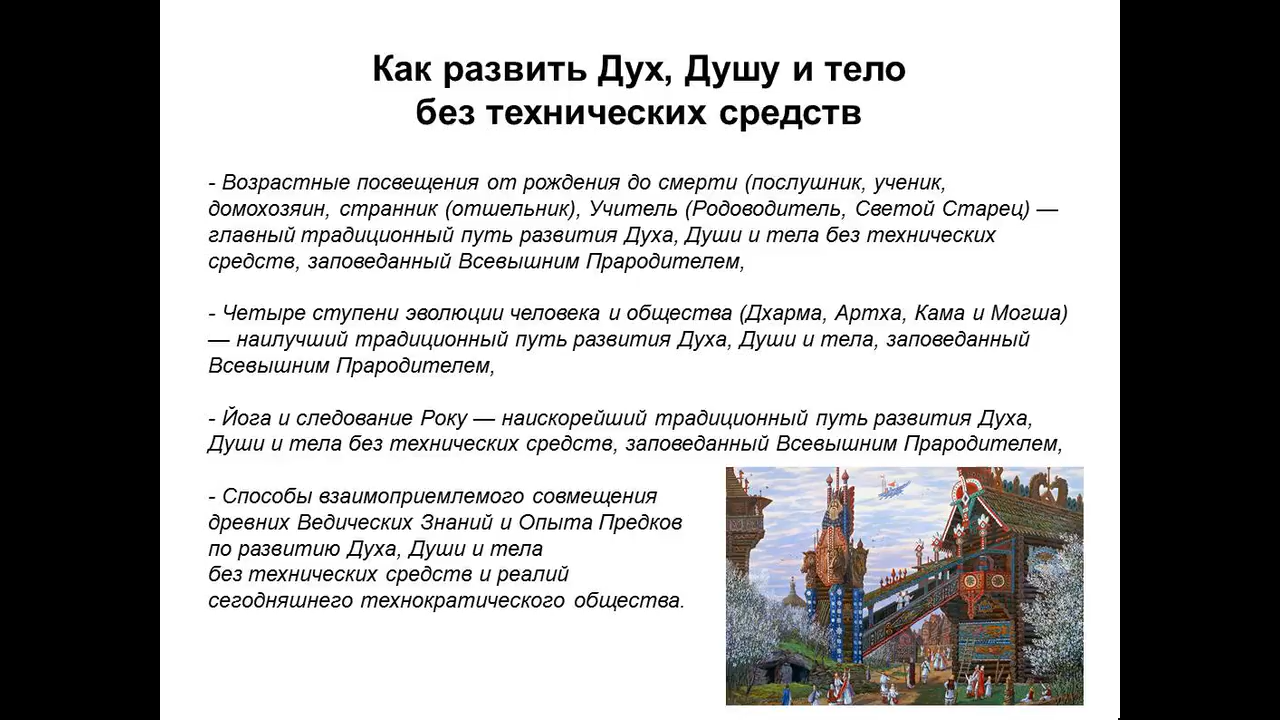 Как развить Дух, Душу и тело
без технических средств
- Возрастные посвещения от рождения до смерти (послушник, ученик,
домохозяин, странник (отшельник), Учитель (Родоводитель, Светой Старец) —
главный традиционный путь развития Духа, Души и тела без технических
средств, заповеданный Всевышним Прародителем,
- Четыре ступени эволюции человека и общества (Дхарма, Артха, Кама и Могша)
— наилучший традиционный путь развития Духа, Души и тела, заповеданный
Всевышним Прародителем,
- Йога и следование Року — наискорейший традиционный путь развития Духа,
Души и тела без технических средств, заповеданный Всевышним Прародителем,
- Способы взаимоприемлемого совмещения
древних Ведических Знаний и Опыта Предков
по развитию Духа, Души и тела
без технических средств и реалий
сегодняшнего технократического общества.